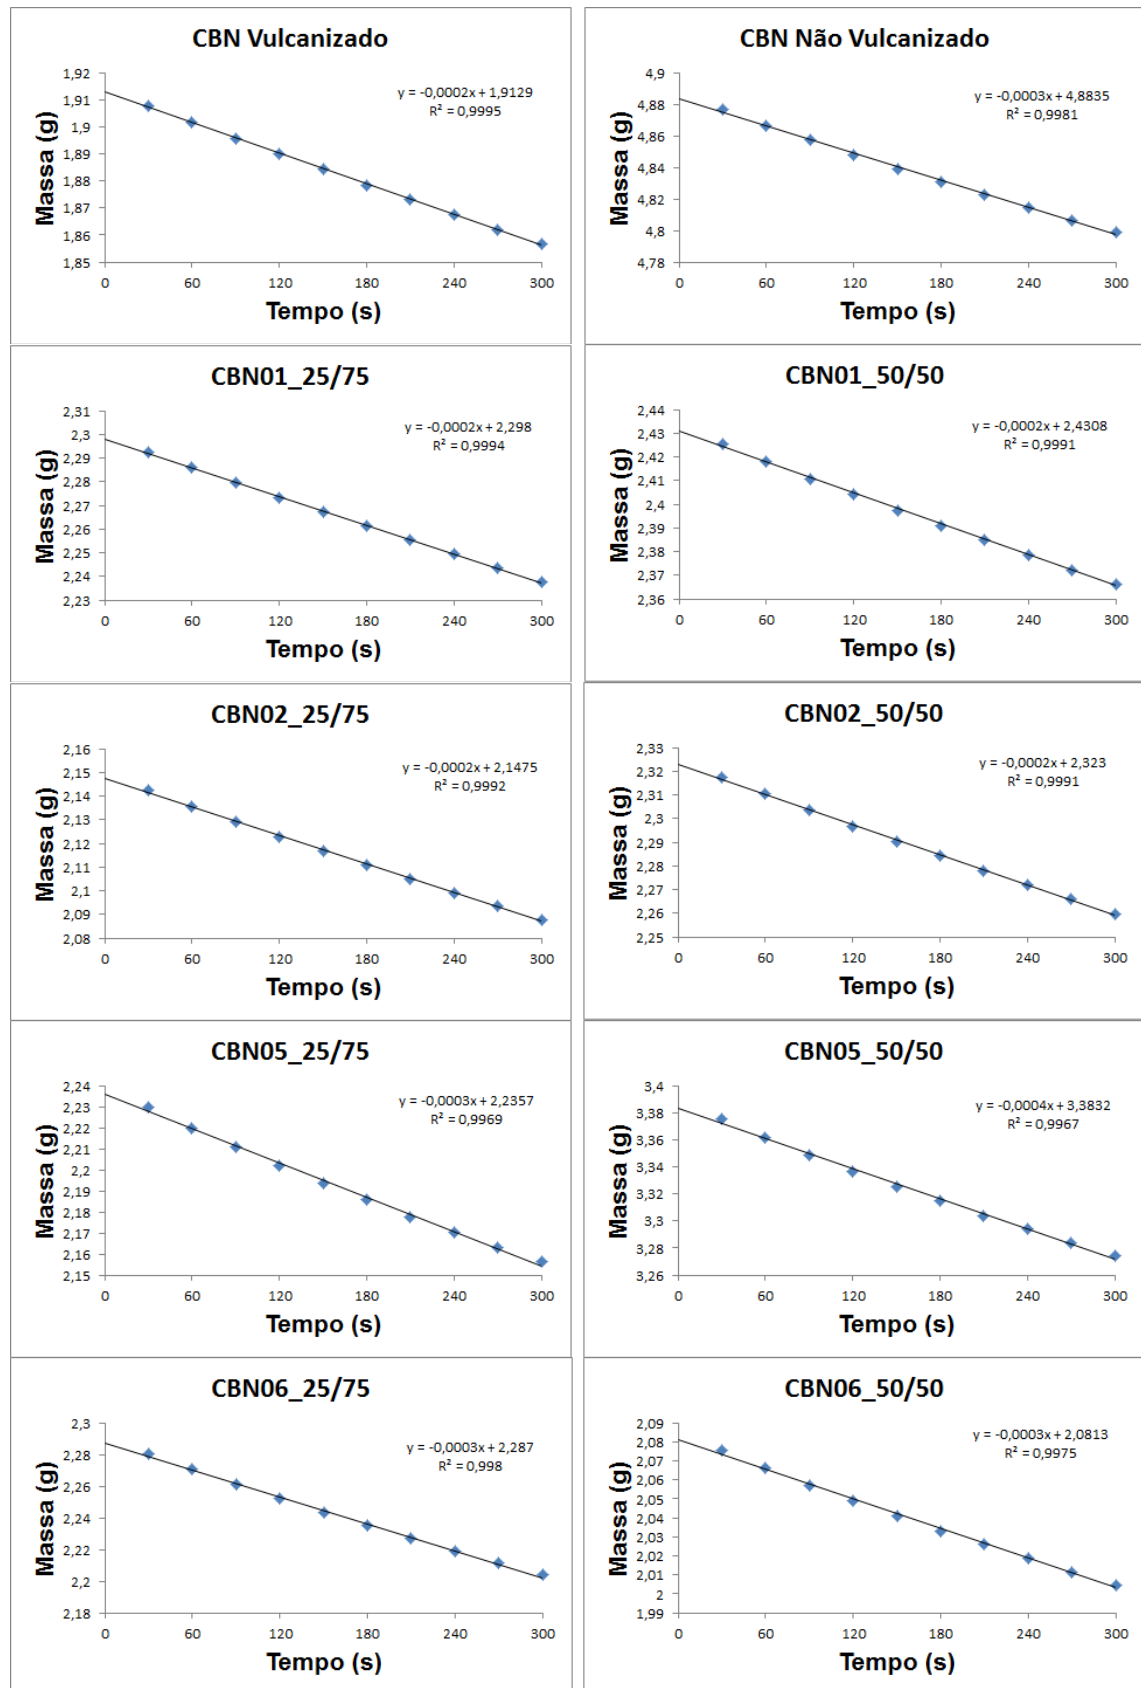 CBN Vulcanizado
y = -0,0002x + 1,9129
R² = 0,9995
Massa (g)
1,92
1,91
1,9
1,89
1,88
1,87
1,86
1,85
0 60 120 180 240 300
Tempo (s)
CBN Não Vulcanizado
y = -0,0003x + 4,8835
R² = 0,9981
Massa (g)
4,9
4,88
4,86
4,84
4,82
4,8
4,78
0 60 120 180 240 300
Tempo (s)
CBN01_25/75
y = -0,0002x + 2,298
R² = 0,9994
Massa (g)
2,31
2,3
2,29
2,28
2,27
2,26
2,25
2,24
2,23
0 60 120 180 240 300
Tempo (s)
CBN01_50/50
y = -0,0002x + 2,4308
R² = 0,9991
Massa (g)
2,44
2,43
2,42
2,41
2,4
2,39
2,38
2,37
2,36
0 60 120 180 240 300
Tempo (s)
CBN02_25/75
y = -0,0002x + 2,1475
R² = 0,9992
Massa (g)
2,16
2,15
2,14
2,13
2,12
2,11
2,1
2,09
2,08
0 60 120 180 240 300
Tempo (s)
CBN02_50/50
y = -0,0002x + 2,323
R² = 0,9991
Massa (g)
2,33
2,32
2,31
2,3
2,29
2,28
2,27
2,26
2,25
0 60 120 180 240 300
Tempo (s)
CBN05_25/75
y = -0,0003x + 2,2357
R² = 0,9969
Massa (g)
2,24
2,23
2,22
2,21
2,2
2,19
2,18
2,17
2,16
2,15
0 60 120 180 240 300
Tempo (s)
CBN05_50/50
y = -0,0004x + 3,3832
R² = 0,9967
Massa (g)
3,4
3,38
3,36
3,34
3,32
3,3
3,28
3,26
0 60 120 180 240 300
Tempo (s)
CBN06_25/75
y = -0,0003x + 2,287
R² = 0,998
Massa (g)
2,3
2,28
2,26
2,24
2,22
2,2
2,18
0 60 120 180 240 300
Tempo (s)
CBN06_50/50
y = -0,0003x + 2,0813
R² = 0,9975
Massa (g)
2,09
2,08
2,07
2,06
2,05
2,04
2,03
2,02
2,01
2
1,99
0 60 120 180 240 300
Tempo (s)